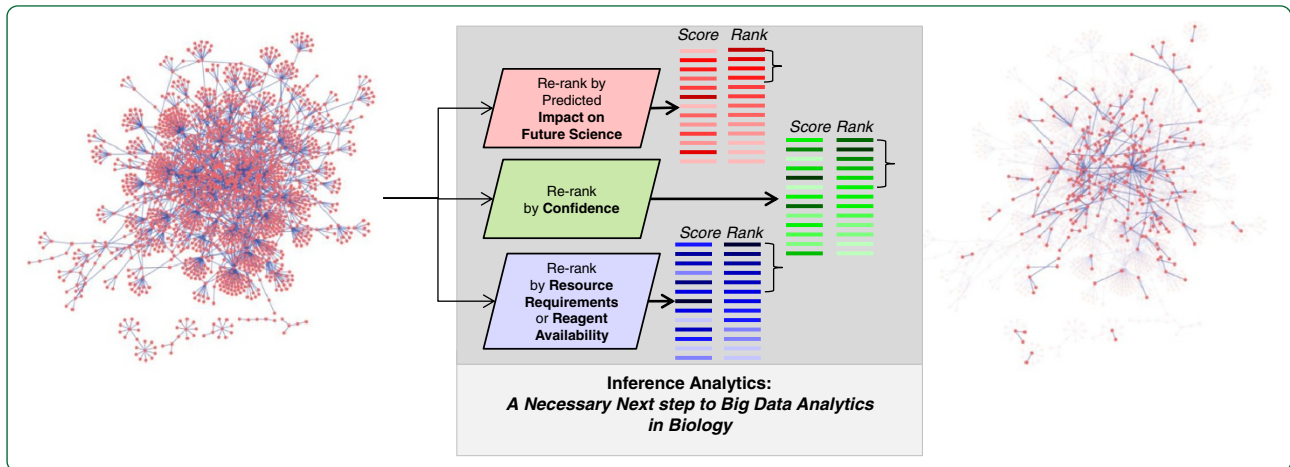 Score Rank
Re-rank by
Predicted
Impact on
Future Science
Score Rank
Re-rank
by Confidence
Score Rank
Re-rank
by Resource
Requirements
or Reagent
Availability
Inference Analytics:
A Necessary Next step to Big Data Analytics
in Biology